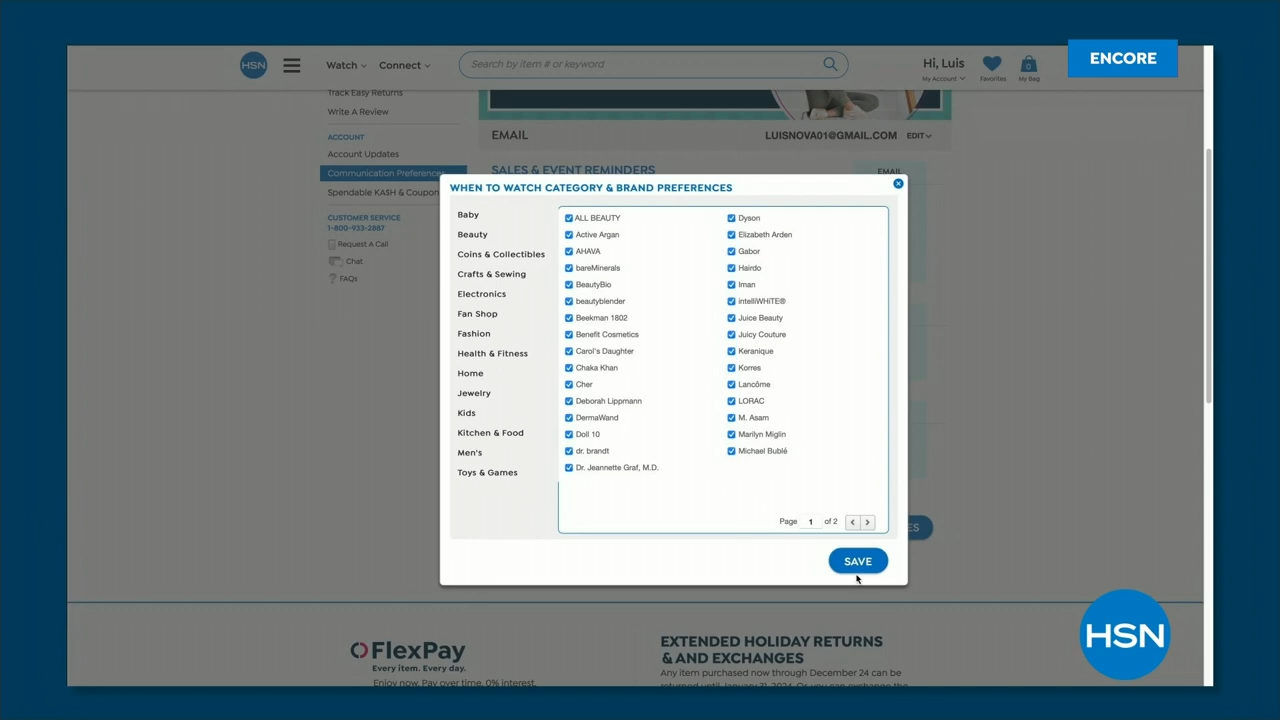 ENCORE
HSN
Watch
Connect
Search by item # or keyword
Hi, Luis
My Account
Favorites
0
My Bag
Track Easy Returns
Write A Review
ACCOUNT
Account Updates
Communication Preferences
Spendable KASH & Coupon
CUSTOMER SERVICE
1-800-933-2887
Request A Call
Chat
FAQs
EMAIL
LUISNOVA01@GMAIL.COM
EDIT
SALES & EVENT REMINDERS
EMAIL
WHEN TO WATCH CATEGORY & BRAND PREFERENCES
Baby
Beauty
Coins & Collectibles
Crafts & Sewing
Electronics
Fan Shop
Fashion
Health & Fitness
Home
Jewelry
Kids
Kitchen & Food
Men's
Toys & Games
ALL BEAUTY
Active Argan
AHAVA
bareMinerals
BeautyBio
beautyblender
Beekman 1802
Benefit Cosmetics
Carol's Daughter
Chaka Khan
Cher
Deborah Lippmann
DermaWand
Doll 10
dr. brandt
Dr. Jeannette Graf, M.D.
Dyson
Elizabeth Arden
Gabor
Hairdo
Iman
intelliWHiTE®
Juice Beauty
Juicy Couture
Keranique
Korres
Lancôme
LORAC
M. Asam
Marilyn Miglin
Michael Bublé
Page 1 of 2
ES
SAVE
FlexPay
Every item. Every day.
Enjoy now. Pay over time. 0% interest.
EXTENDED HOLIDAY RETURNS
& AND EXCHANGES
Any item purchased now through December 24 can be
returned until January 31, 2024. Or, you can exchange the
HSN